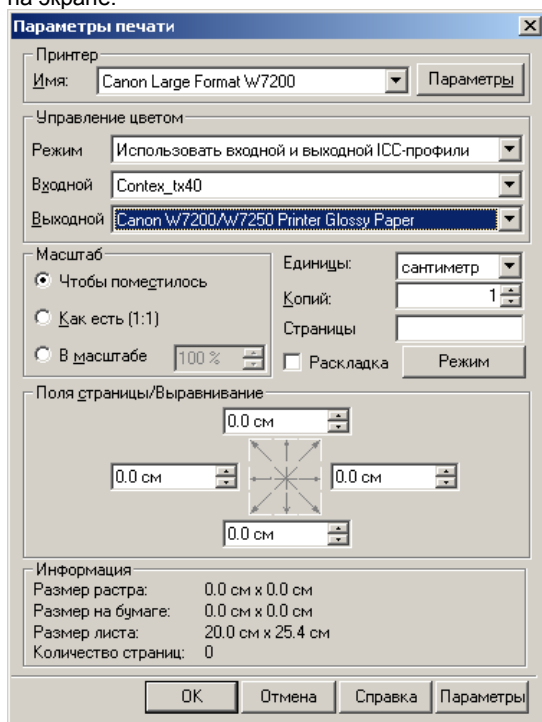 на экране.
Параметры печати
Принтер
Имя: Canon Large Format W7200 Параметры
Управление цветом
Режим Использовать входной и выходной ICC-профили
Входной Contex_tx40
Выходной Canon W7200/W7250 Printer Glossy Paper
Масштаб
Чтобы поместилось
Как есть (1:1)
В масштабе 100 %
Единицы: сантиметр
Копий: 1
Страницы
Раскладка Режим
Поля страницы/Выравнивание
0.0 см
0.0 см 0.0 см
0.0 см
Информация
Размер растра: 0.0 см x 0.0 см
Размер на бумаге: 0.0 см x 0.0 см
Размер листа: 20.0 см x 25.4 см
Количество страниц: 0
OK Отмена Справка Параметры